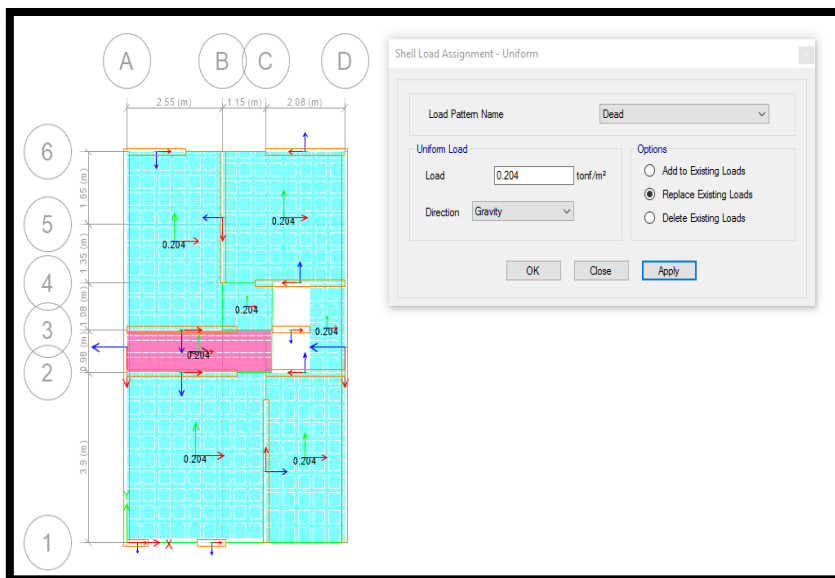 Shell Load Assignment - Uniform
Load Pattern Name Dead
Uniform Load
Load 0.204 tonf/m²
Direction Gravity
Options
Add to Existing Loads
Replace Existing Loads
Delete Existing Loads
OK Close Apply
A B C D
2.55 (m) 1.15 (m) 2.08 (m)
6
1.65 (m)
5
0.204 0.204
1.35 (m)
4
0.204
1.08 (m)
3
0.204
0.98 (m)
0.204
2
3.9 (m)
0.204 0.204
Y
1
X